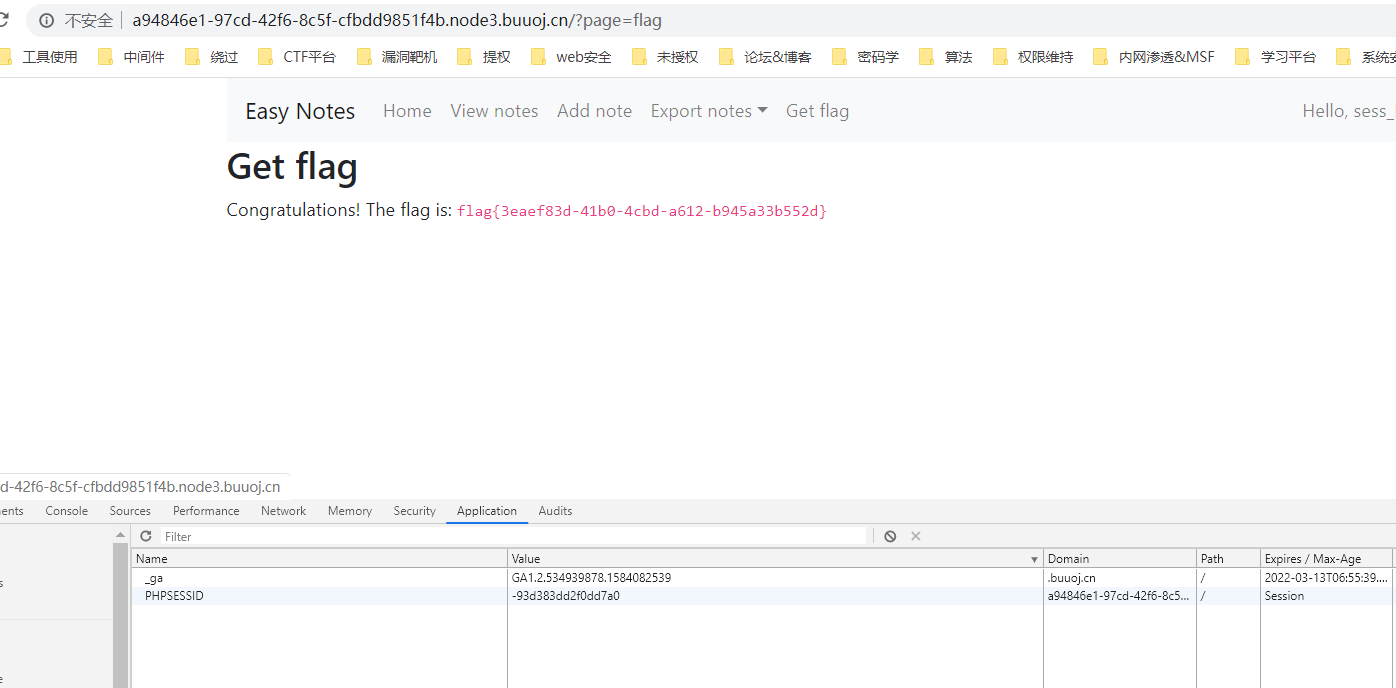 不安全 a94846e1-97cd-42f6-8c5f-cfbdd9851f4b.node3.buuoj.cn/?page=flag
工具使用 中间件 绕过 CTF平台 漏洞靶机 提权 web安全 未授权 论坛&博客 密码学 算法 权限维持 内网渗透&MSF 学习平台 系统安
Easy Notes Home View notes Add note Export notes Get flag Hello, sess_
Get flag
Congratulations! The flag is: flag{3eaef83d-41b0-4cbd-a612-b945a33b552d}
d-42f6-8c5f-cfbdd9851f4b.node3.buuoj.cn
ents Console Sources Performance Network Memory Security Application Audits
Filter
Name Value Domain Path Expires / Max-Age
_ga GA1.2.534939878.1584082539 .buuoj.cn / 2022-03-13T06:55:39....
PHPSESSID -93d383dd2f0dd7a0 a94846e1-97cd-42f6-8c5... / Session